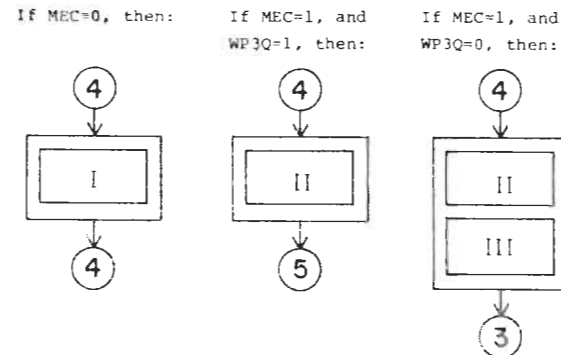 If MEC=0, then:
If MEC=1, and
WP3Q=1, then:
If MEC=1, and
WP3Q=0, then:
4
4
4
I
II
II
III
4
5
3